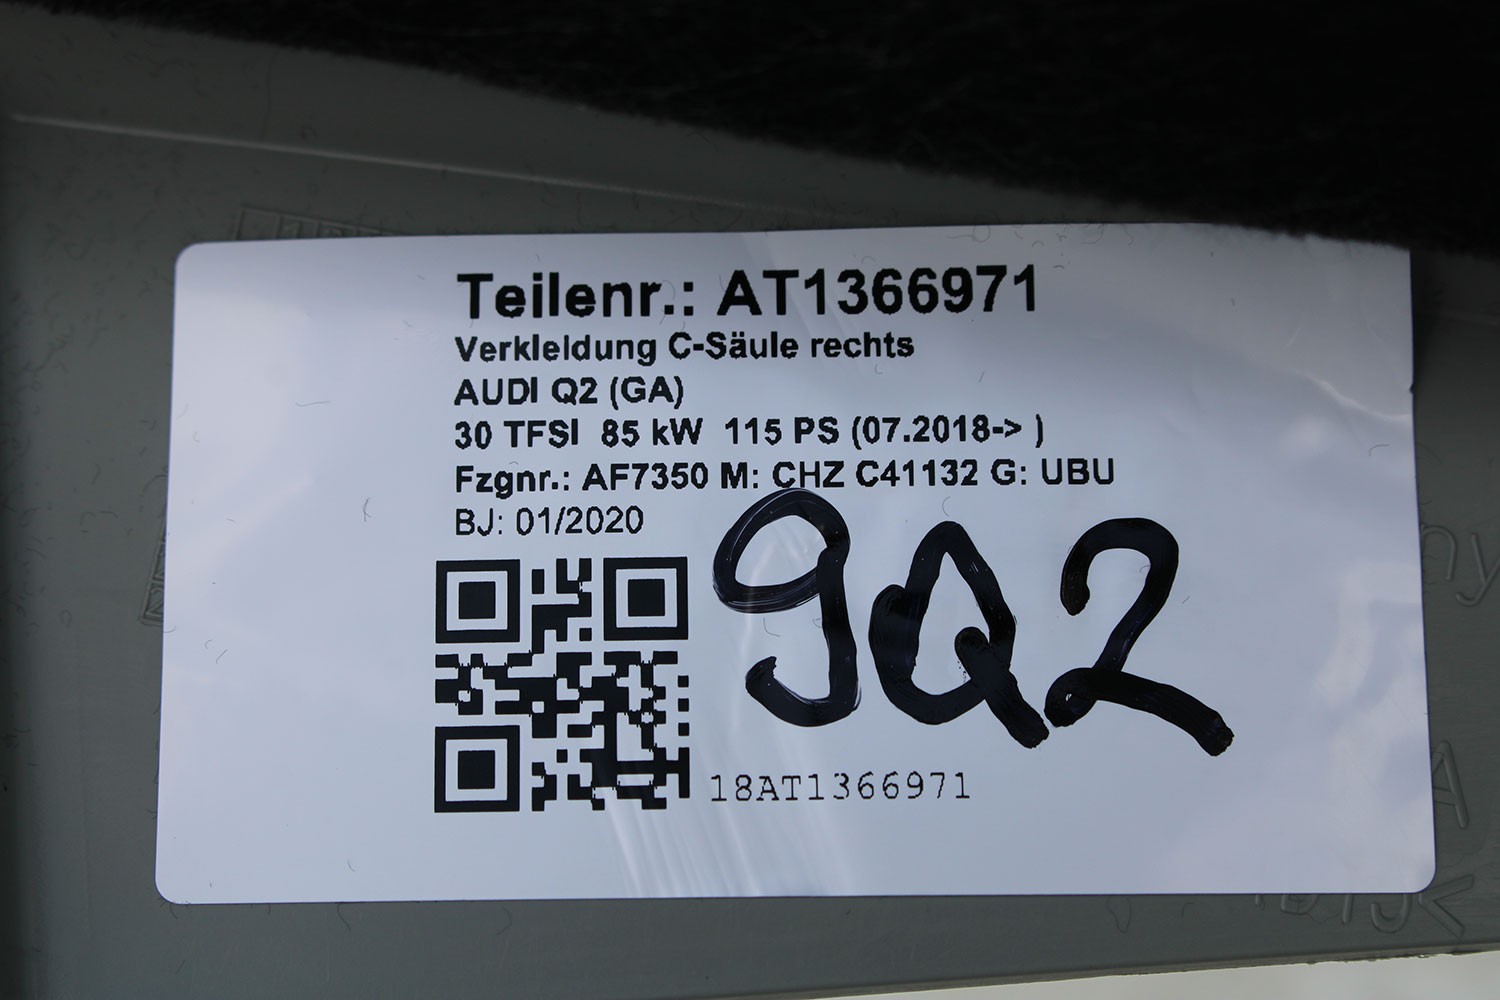 Teilenr.: AT1366971
Verkleidung C-Säule rechts
AUDI Q2 (GA)
30 TFSI 85 kW 115 PS (07.2018-> )
Fzgnr.: AF7350 M: CHZ C41132 G: UBU
BJ: 01/2020
9Q2
18AT1366971